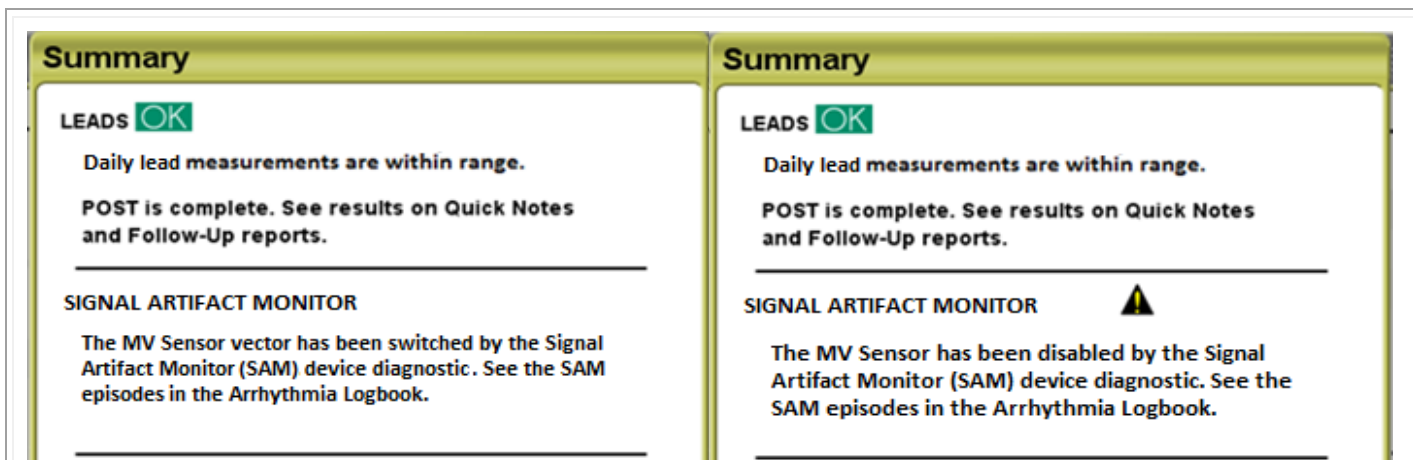 Summary
LEADS OK
Daily lead measurements are within range.
POST is complete. See results on Quick Notes
and Follow-Up reports.
SIGNAL ARTIFACT MONITOR
The MV Sensor vector has been switched by the Signal
Artifact Monitor (SAM) device diagnostic. See the SAM
episodes in the Arrhythmia Logbook.
Summary
LEADS OK
Daily lead measurements are within range.
POST is complete. See results on Quick Notes
and Follow-Up reports.
SIGNAL ARTIFACT MONITOR
The MV Sensor has been disabled by the Signal
Artifact Monitor (SAM) device diagnostic. See the
SAM episodes in the Arrhythmia Logbook.